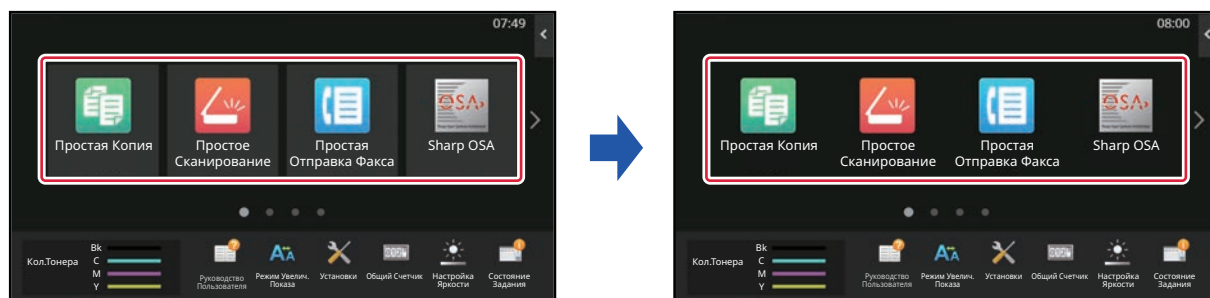 07:49
Простая Копия
Простое
Сканирование
Простая
Отправка Факса
OSA
Sharp OSA
Кол.Тонера
Bk
C
M
Y
Руководство
Пользователя
Режим Увелич.
Показа
Установки
Общий Счетчик
Настройка
Яркости
Состояние
Задания
08:00
Простая Копия
Простое
Сканирование
Простая
Отправка Факса
OSA
Sharp OSA
Кол.Тонера
Bk
C
M
Y
Руководство
Пользователя
Режим Увелич.
Показа
Установки
Общий Счетчик
Настройка
Яркости
Состояние
Задания